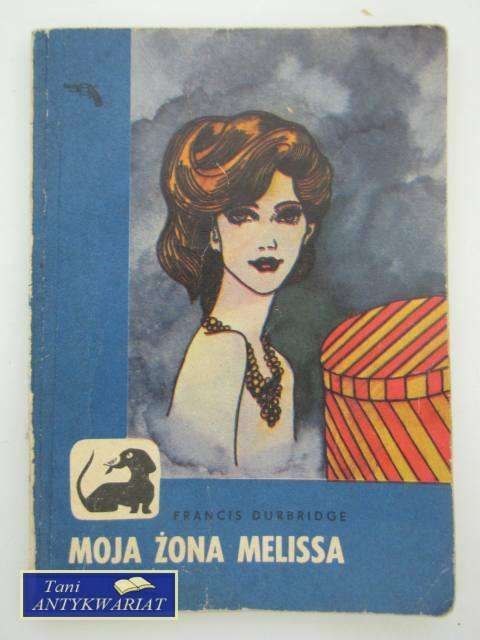 FRANCIS DURBRIDGE
MOJA ŻONA MELISSA
Tani
ANTYKWARIAT